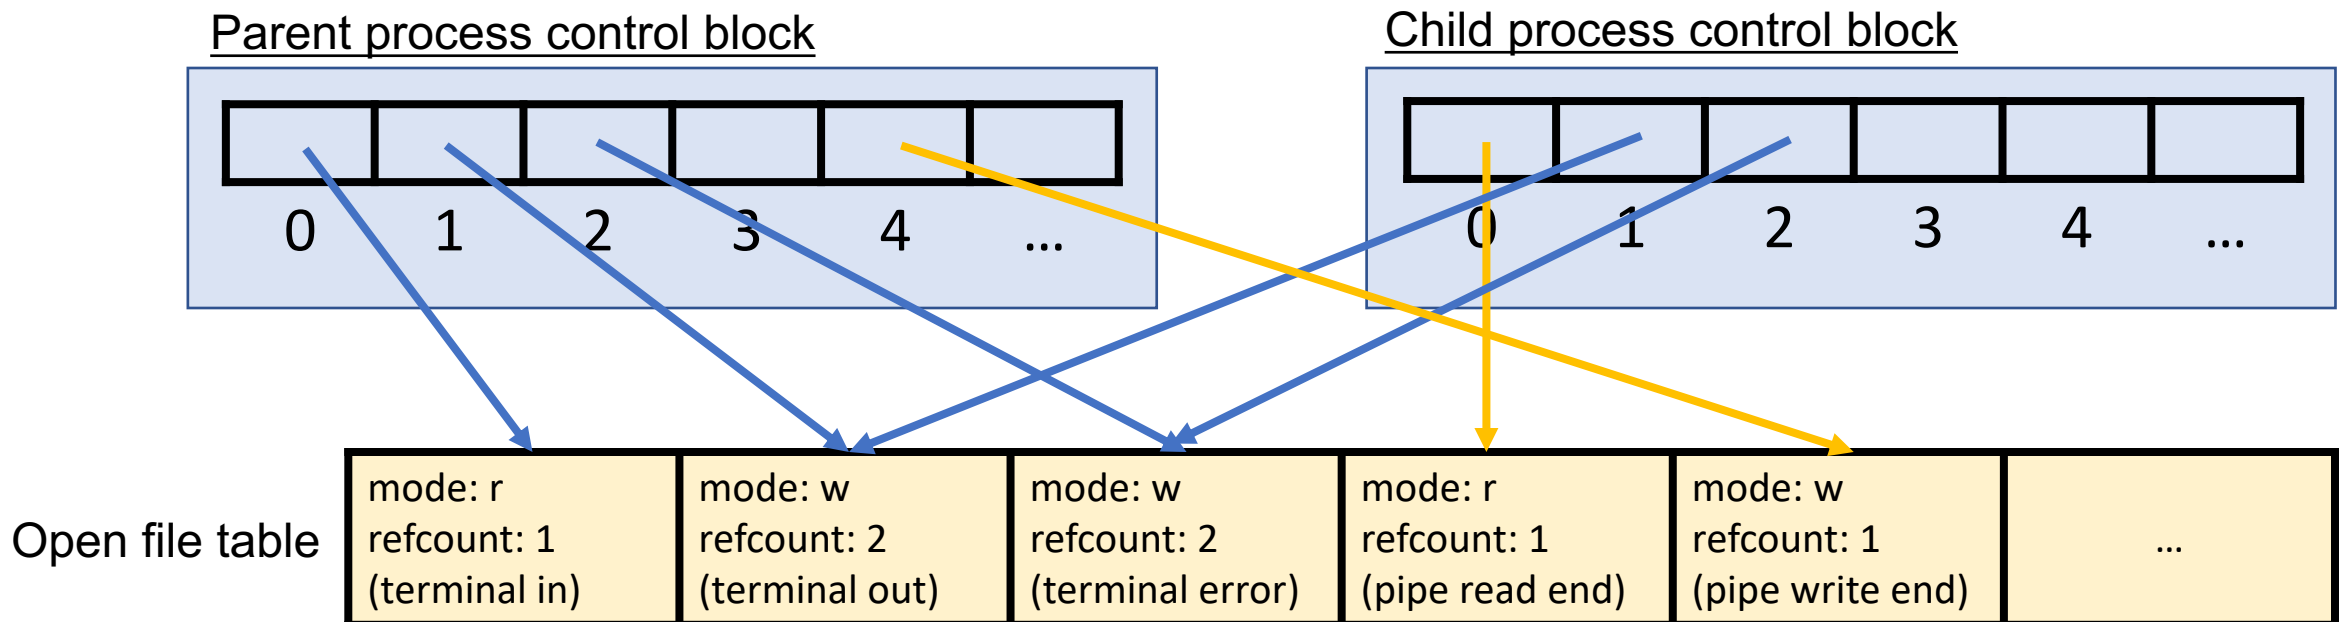 Parent process control block
Child process control block
0 1 2 3 4 ...
0 1 2 3 4 ...
Open file table
mode: r
refcount: 1
(terminal in)
mode: w
refcount: 2
(terminal out)
mode: w
refcount: 2
(terminal error)
mode: r
refcount: 1
(pipe read end)
mode: w
refcount: 1
(pipe write end)
...